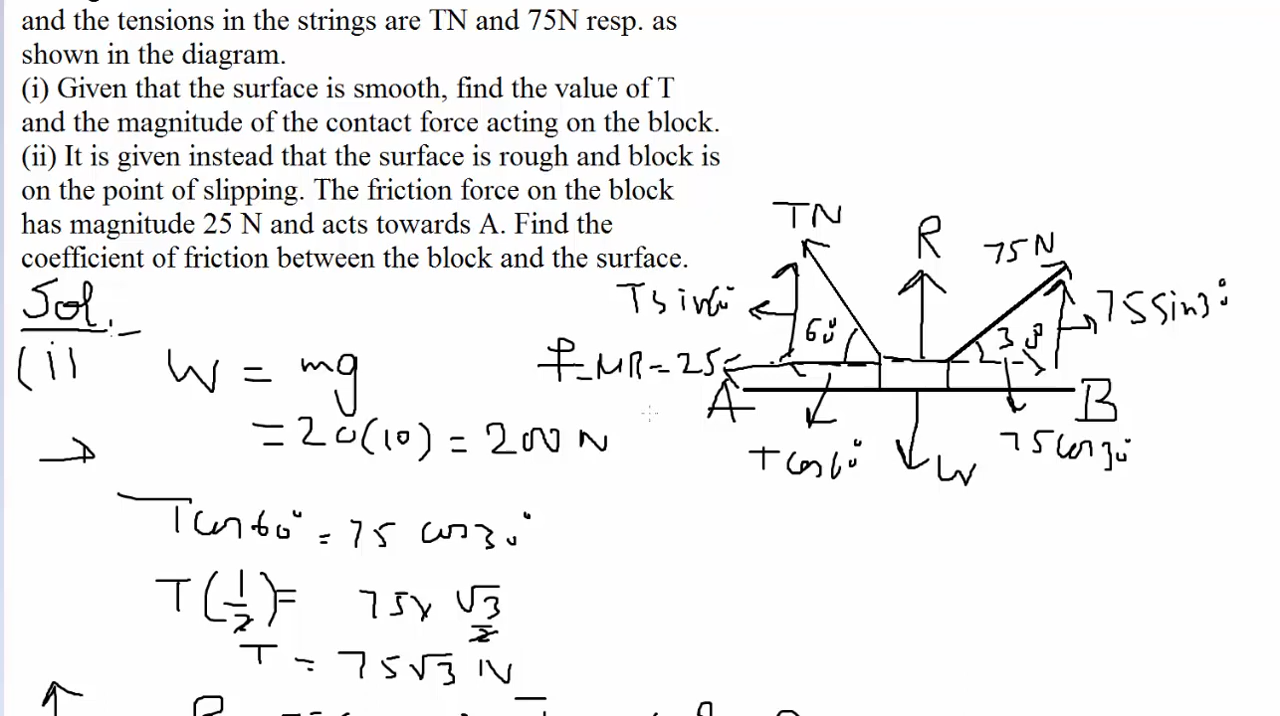 and the tensions in the strings are TN and 75N resp. as
shown in the diagram.
(i) Given that the surface is smooth, find the value of T
and the magnitude of the contact force acting on the block.
(ii) It is given instead that the surface is rough and block is
on the point of slipping. The friction force on the block
has magnitude 25 N and acts towards A. Find the
coefficient of friction between the block and the surface.
TN
R
75N
Tsin60°
60°
30°
75Sin30°
F=MR=25
A
B
Tcos60°
W
75cos30°
Sol:-
(i) W = mg
= 20(10) = 200 N
→
Tcos60° = 75 cos30°
T(1/2) = 75x √3/2
T = 75√3 N